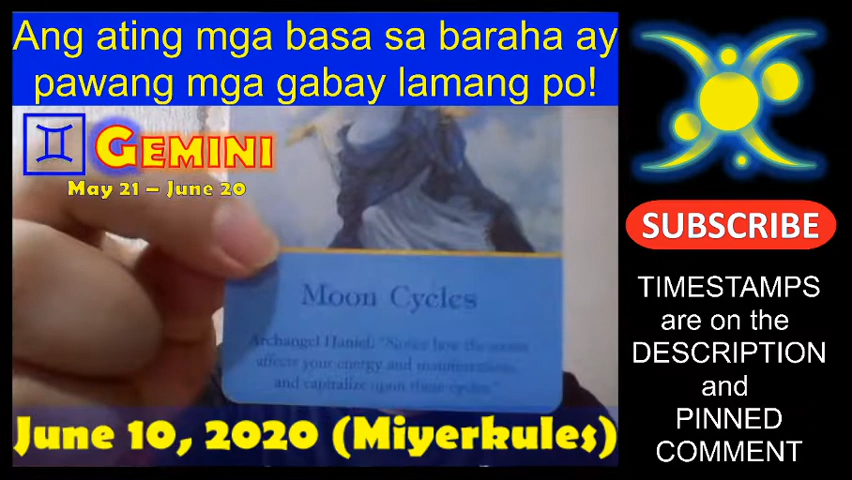 Ang ating mga basa sa baraha ay
pawang mga gabay lamang po!
GEMINI
May 21 – June 20
Moon Cycles
Archangel Haniel: "Notice how the moon
affects your energy and manifestations,
and capitalize upon these cycles."
June 10, 2020 (Miyerkules)
SUBSCRIBE
TIMESTAMPS
are on the
DESCRIPTION
and
PINNED
COMMENT